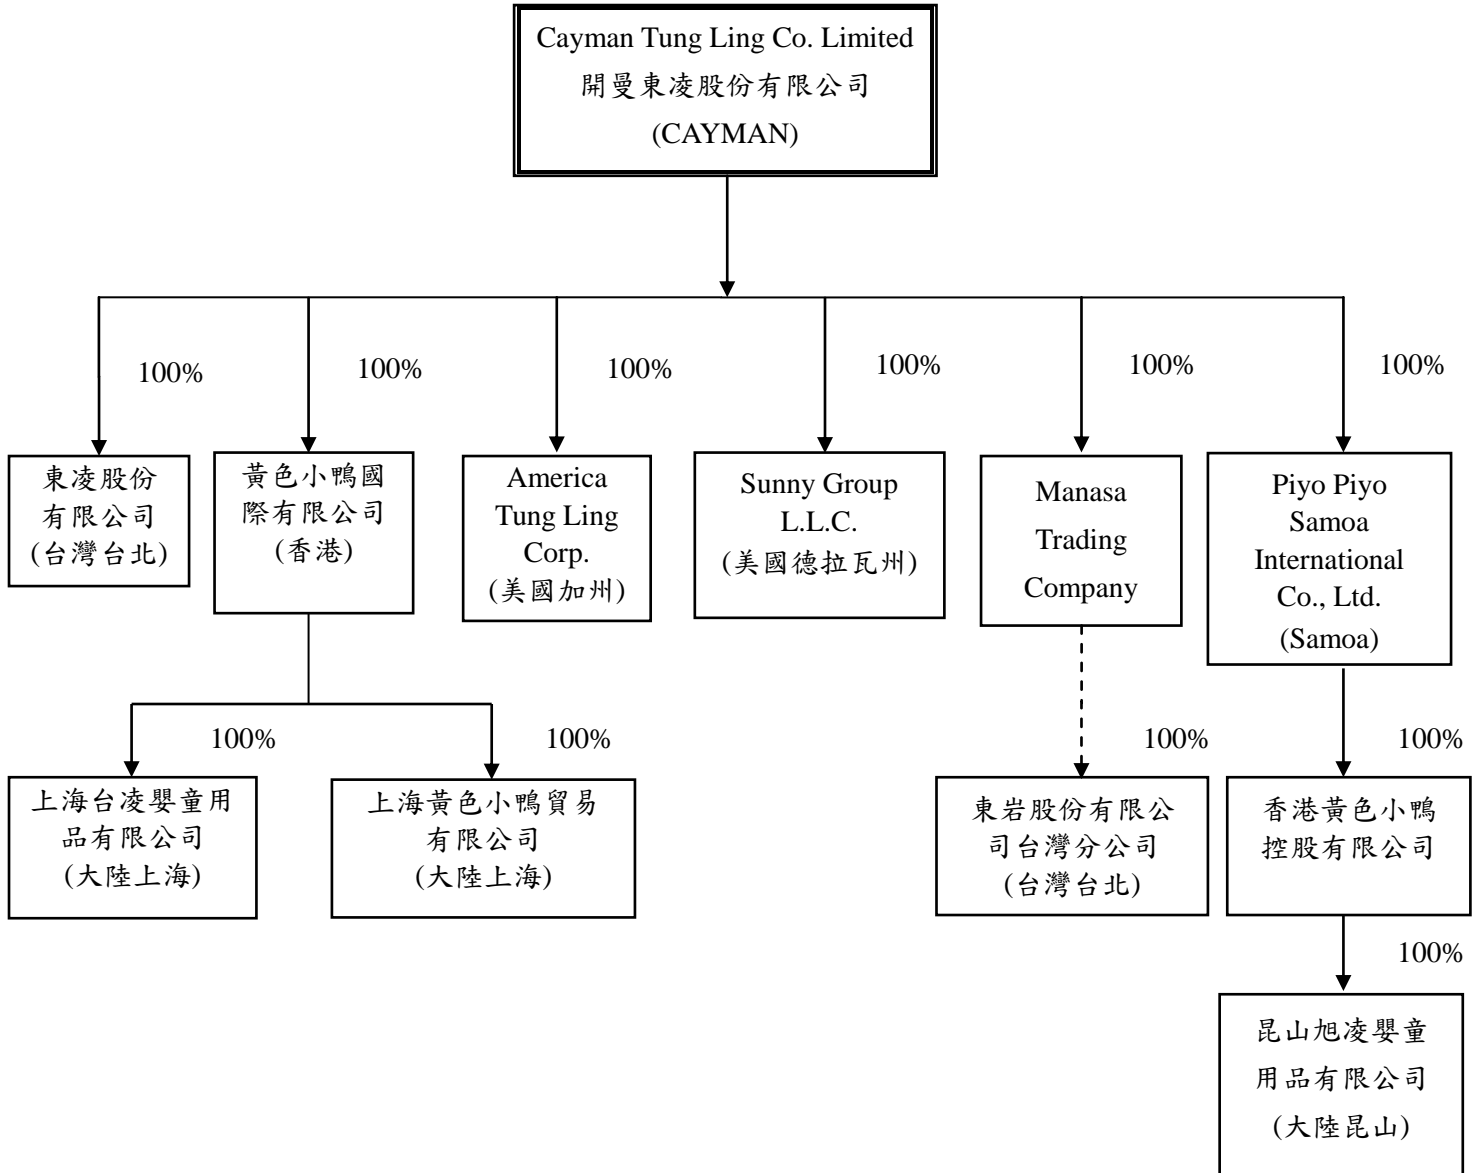 Cayman Tung Ling Co. Limited
開曼東凌股份有限公司
(CAYMAN)
100%
100%
100%
100%
100%
100%
東凌股份
有限公司
(台灣台北)
黃色小鴨國
際有限公司
(香港)
America
Tung Ling
Corp.
(美國加州)
Sunny Group
L.L.C.
(美國德拉瓦州)
Manasa
Trading
Company
Piyo Piyo
Samoa
International
Co., Ltd.
(Samoa)
100%
100%
100%
100%
上海台凌嬰童用
品有限公司
(大陸上海)
上海黃色小鴨貿易
有限公司
(大陸上海)
東岩股份有限公
司台灣分公司
(台灣台北)
香港黃色小鴨
控股有限公司
100%
昆山旭凌嬰童
用品有限公司
(大陸昆山)